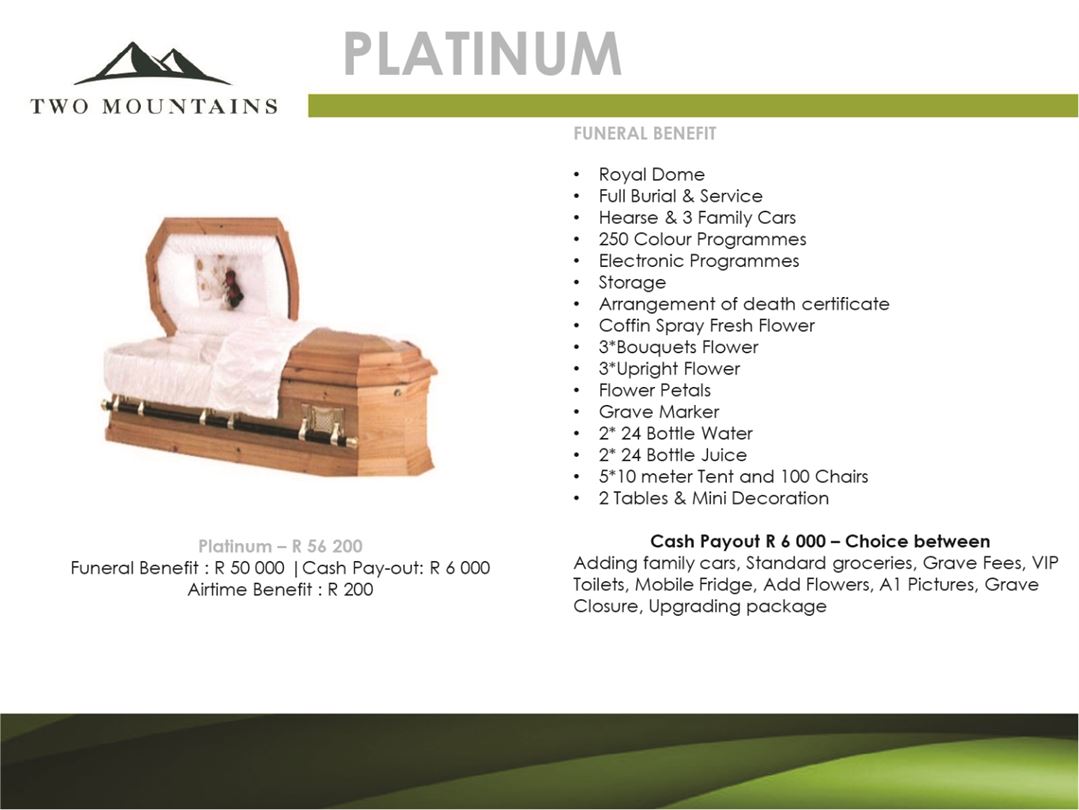 PLATINUM
TWO MOUNTAINS
FUNERAL BENEFIT
• Royal Dome
• Full Burial & Service
• Hearse & 3 Family Cars
• 250 Colour Programmes
• Electronic Programmes
• Storage
• Arrangement of death certificate
• Coffin Spray Fresh Flower
• 3*Bouquets Flower
• 3*Upright Flower
• Flower Petals
• Grave Marker
• 2* 24 Bottle Water
• 2* 24 Bottle Juice
• 5*10 meter Tent and 100 Chairs
• 2 Tables & Mini Decoration
Platinum – R 56 200
Funeral Benefit : R 50 000 |Cash Pay-out: R 6 000
Airtime Benefit : R 200
Cash Payout R 6 000 – Choice between
Adding family cars, Standard groceries, Grave Fees, VIP
Toilets, Mobile Fridge, Add Flowers, A1 Pictures, Grave
Closure, Upgrading package